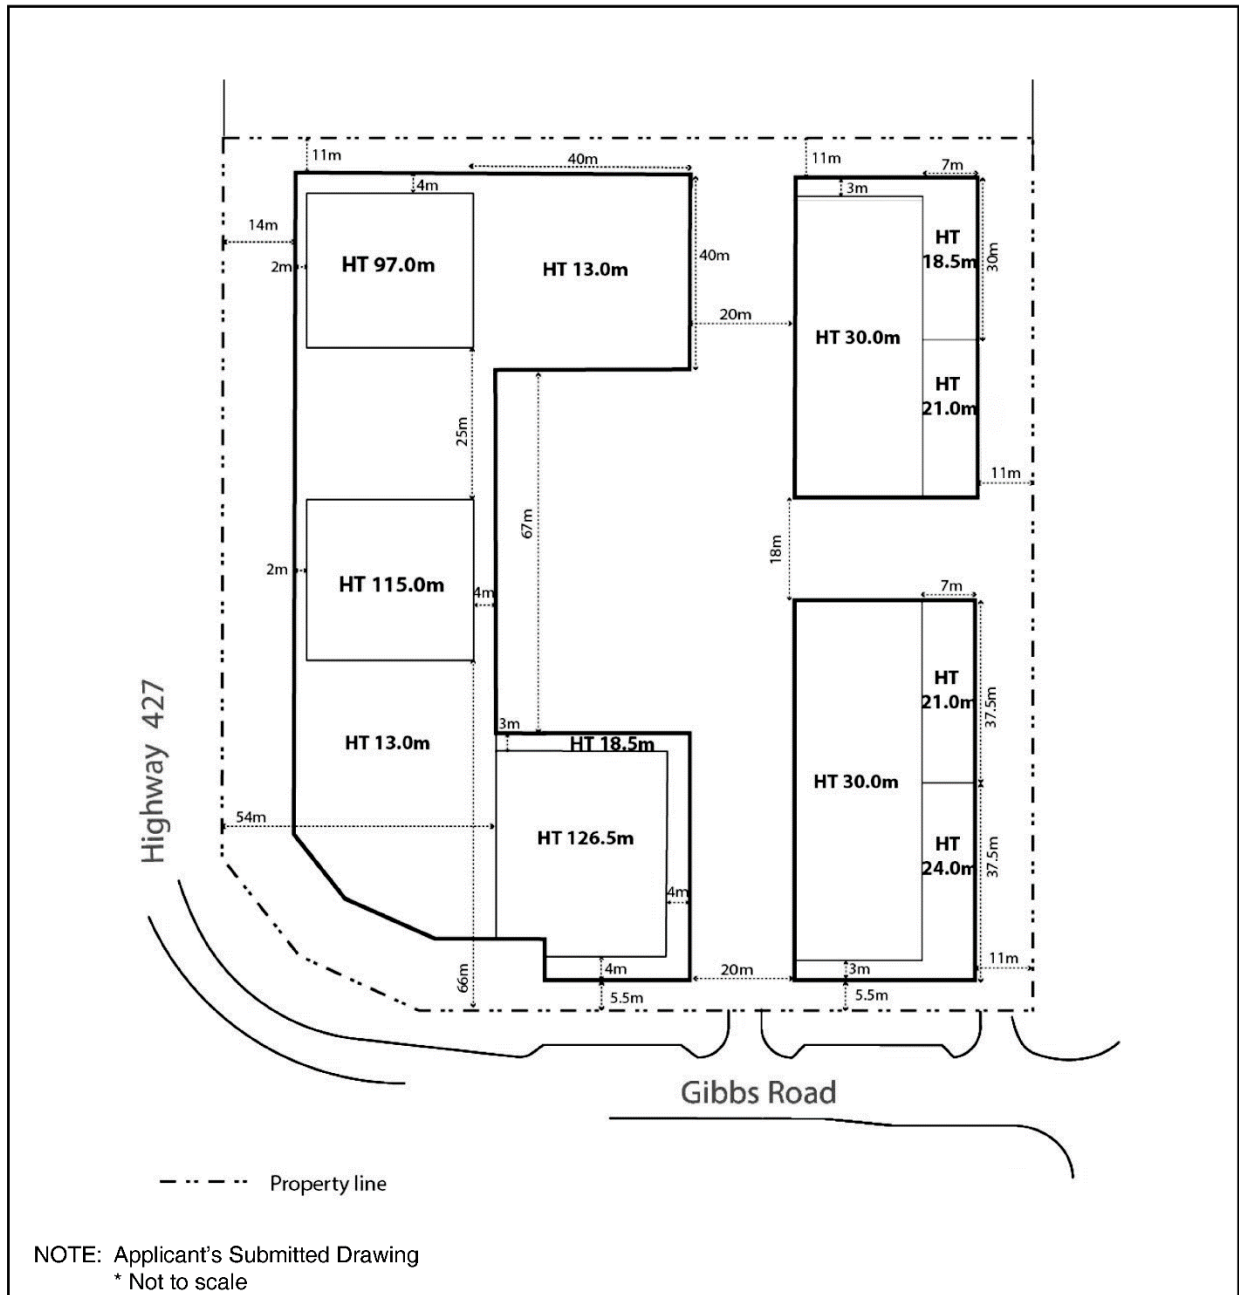 11m
40m
11m
7m
4m
3m
14m
2m
HT 97.0m
HT 13.0m
40m
HT
18.5m
30m
20m
HT 30.0m
HT
21.0m
25m
11m
67m
18m
2m
HT 115.0m
4m
7m
HT
21.0m
37.5m
Highway 427
3m
HT 18.5m
HT 13.0m
HT 30.0m
54m
HT 126.5m
HT
24.0m
37.5m
4m
66m
4m
20m
3m
11m
5.5m
5.5m
Gibbs Road
Property line
NOTE: Applicant's Submitted Drawing
* Not to scale